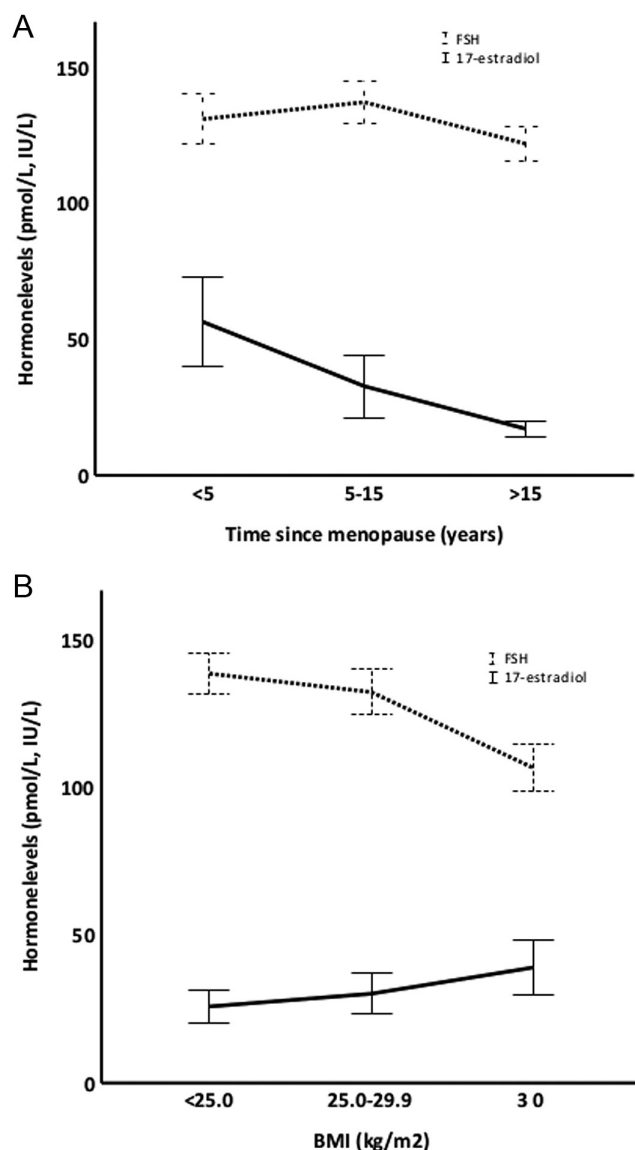 A
FSH
17-estradiol
150
100
50
0
Hormonelevels (pmol/L, IU/L)
<5 5-15 >15
Time since menopause (years)
B
FSH
17-estradiol
150
100
50
0
Hormonelevels (pmol/L, IU/L)
<25.0 25.0-29.9 3 0
BMI (kg/m2)